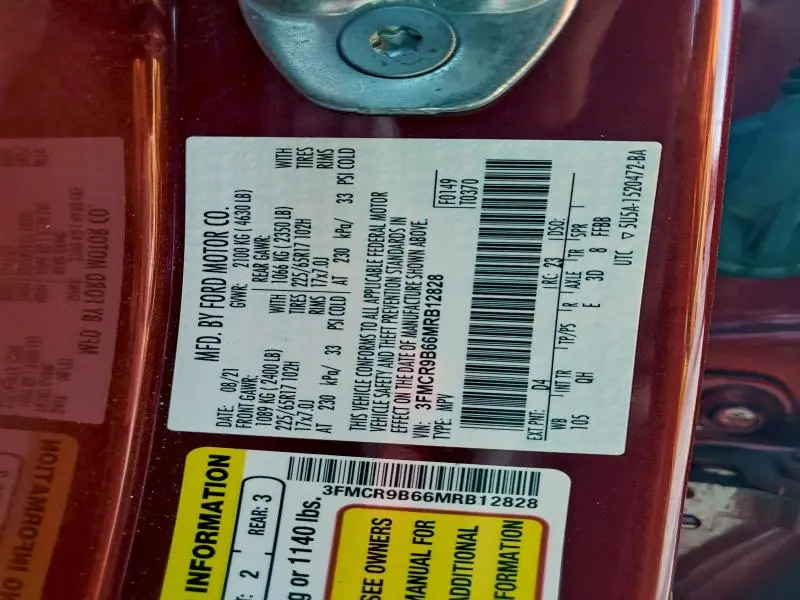 MFD. BY FORD MOTOR CO.
DATE: 08/21
GVWR: 2100 KG ( 4630 LB)
FRONT GAWR:
REAR GAWR:
1089 KG ( 2400 LB)
WITH
1066 KG ( 2350 LB)
WITH
225/65R17 102H
TIRES
225/65R17 102H
TIRES
17x7.0J
RIMS
17x7.0J
RIMS
AT 230 kPa/ 33 PSI COLD
AT 230 kPa/ 33 PSI COLD
THIS VEHICLE CONFORMS TO ALL APPLICABLE FEDERAL MOTOR
VEHICLE SAFETY AND THEFT PREVENTION STANDARDS IN
EFFECT ON THE DATE OF MANUFACTURE SHOWN ABOVE.
VIN: 3FMCR9B66MRB12828
TYPE: MPV
F0149
T0370
EXT PNT: D4
RC: 23
DSO:
WB
INT TR
TP/PS
R
AXLE
TR
SPR
105
QH
E
3D
8
FFBB
UTC ▽ 5U5A-1520472-BA
INFORMATION
3FMCR9B66MRB12828
2
REAR: 3
or 1140 lbs.
SEE OWNERS
MANUAL FOR
ADDITIONAL
FORMATION